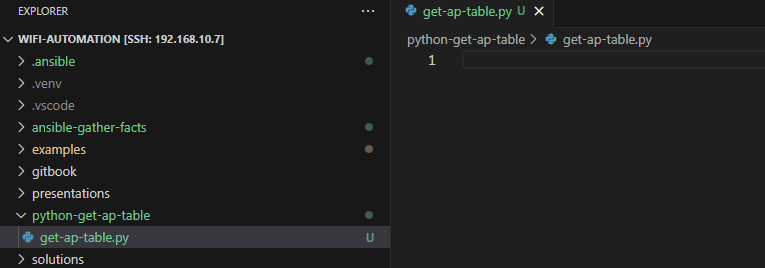 EXPLORER
WIFI-AUTOMATION [SSH: 192.168.10.7]
.ansible
.venv
.vscode
ansible-gather-facts
examples
gitbook
presentations
python-get-ap-table
get-ap-table.py U
solutions
get-ap-table.py U
python-get-ap-table > get-ap-table.py
1